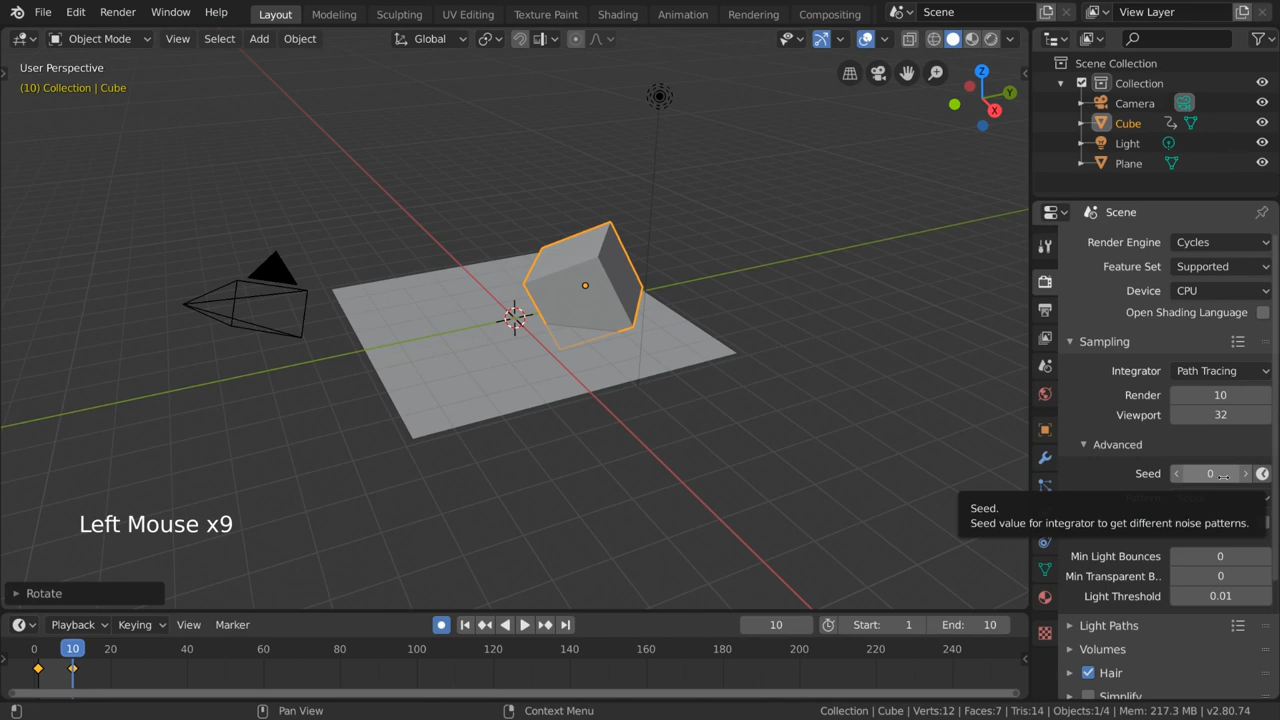 File Edit Render Window Help Layout Modeling Sculpting UV Editing Texture Paint Shading Animation Rendering Compositing Scene View Layer
Object Mode View Select Add Object Global
User Perspective
(10) Collection | Cube
Z
Y
X
Scene Collection
Collection
Camera
Cube
Light
Plane
Scene
Render Engine Cycles
Feature Set Supported
Device CPU
Open Shading Language
Sampling
Integrator Path Tracing
Render 10
Viewport 32
Advanced
Seed 0
Seed.
Seed value for integrator to get different noise patterns.
Min Light Bounces 0
Min Transparent B.. 0
Light Threshold 0.01
Light Paths
Volumes
Hair
Simplify
Left Mouse x9
Rotate
Playback Keying View Marker 10 Start: 1 End: 10
0 10 20 40 60 80 100 120 140 160 180 200 220 240
Pan View Context Menu Collection | Cube | Verts:12 | Faces:7 | Tris:14 | Objects:1/4 | Mem: 217.3 MB | v2.80.74